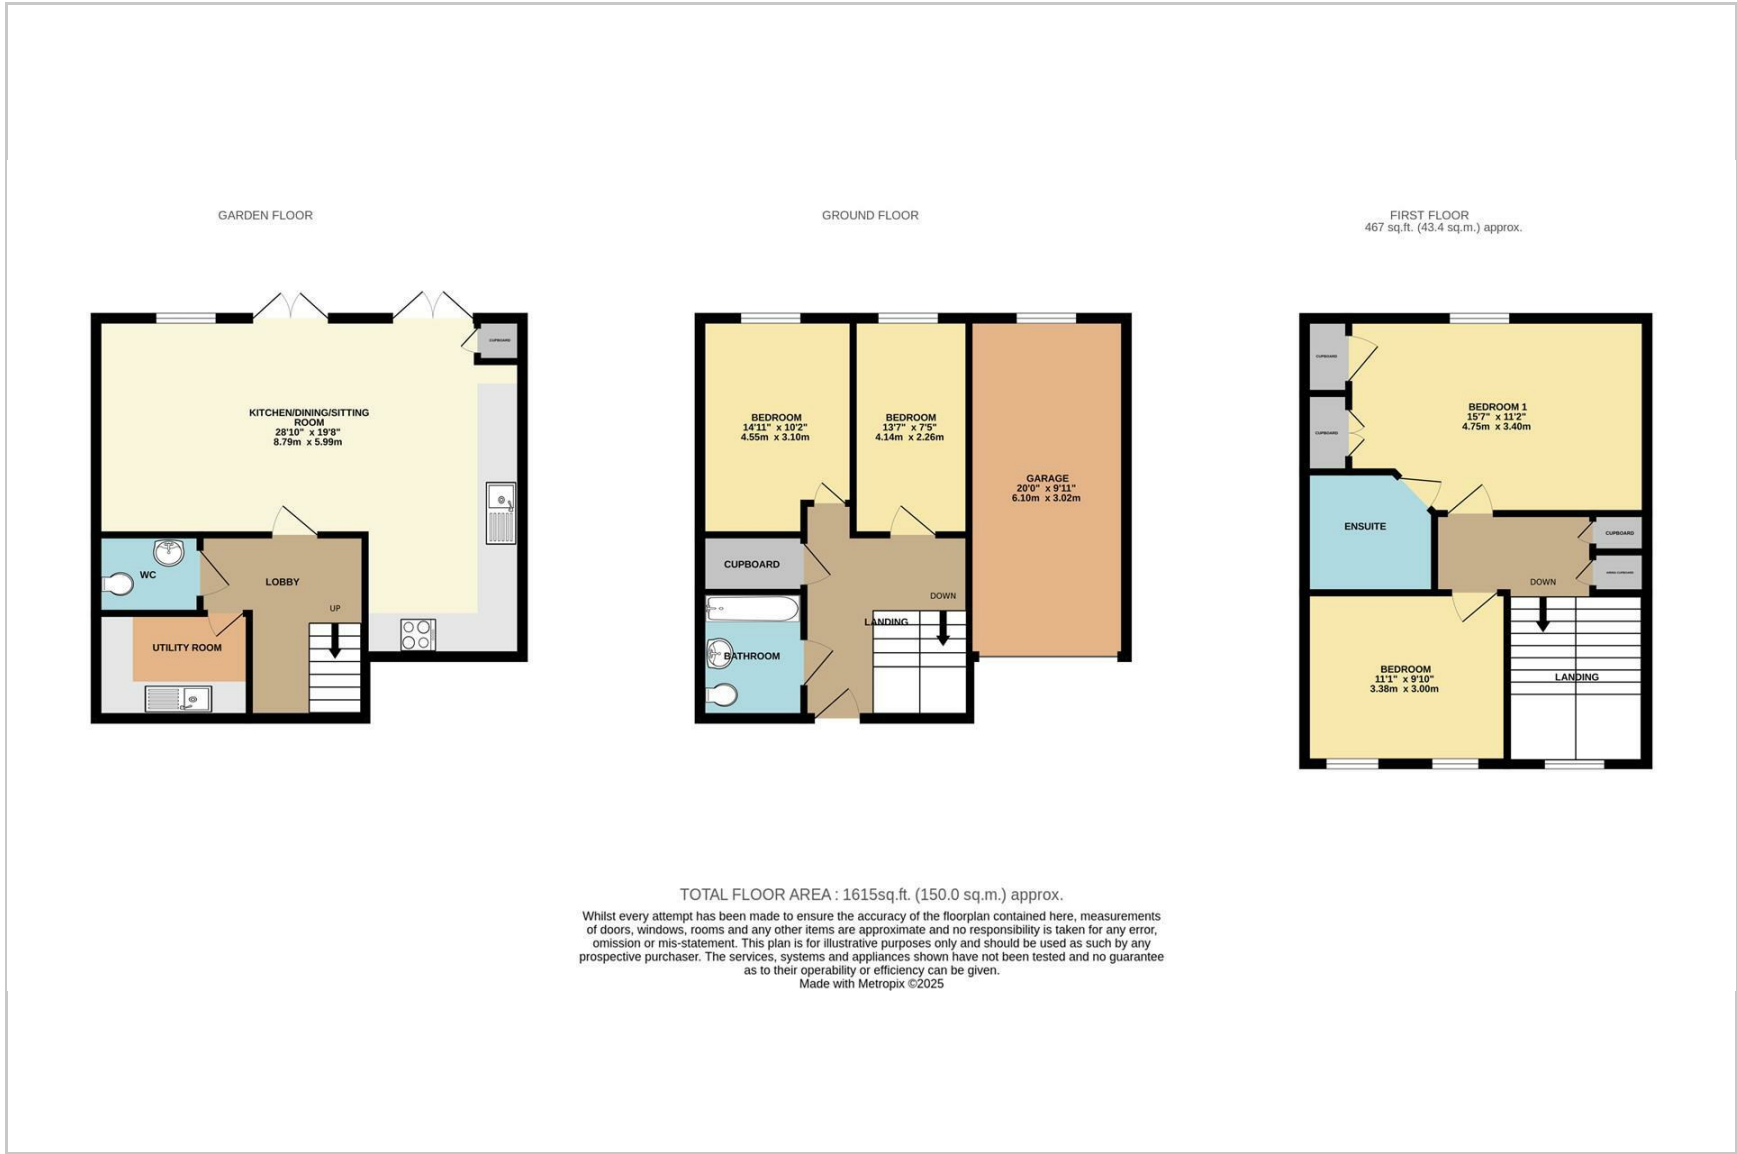 GARDEN FLOOR
KITCHEN/DINING/SITTING
ROOM
28'10" x 19'8"
8.79m x 5.99m
CUPBOARD
WC
LOBBY
UP
UTILITY ROOM
GROUND FLOOR
BEDROOM
14'11" x 10'2"
4.55m x 3.10m
BEDROOM
13'7" x 7'5"
4.14m x 2.26m
GARAGE
20'0" x 9'11"
6.10m x 3.02m
CUPBOARD
DOWN
LANDING
BATHROOM
FIRST FLOOR
467 sq.ft. (43.4 sq.m.) approx.
CUPBOARD
CUPBOARD
BEDROOM 1
15'7" x 11'2"
4.75m x 3.40m
ENSUITE
CUPBOARD
CUPBOARD
DOWN
BEDROOM
11'1" x 9'10"
3.38m x 3.00m
LANDING
TOTAL FLOOR AREA : 1615sq.ft. (150.0 sq.m.) approx.
Whilst every attempt has been made to ensure the accuracy of the floorplan contained here, measurements
of doors, windows, rooms and any other items are approximate and no responsibility is taken for any error,
omission or mis-statement. This plan is for illustrative purposes only and should be used as such by any
prospective purchaser. The services, systems and appliances shown have not been tested and no guarantee
as to their operability or efficiency can be given.
Made with Metropix ©2025